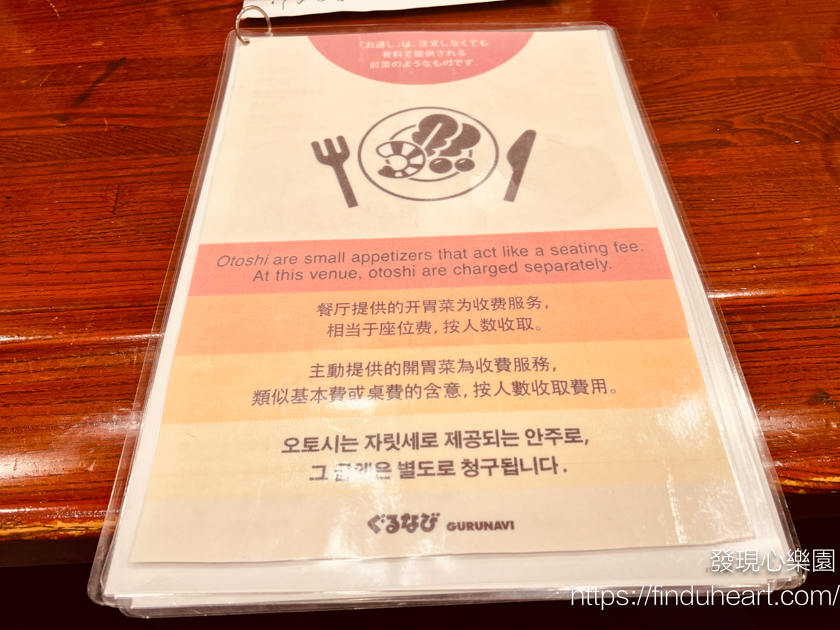 「お通し」は、注文しなくても
有料で提供される
前菜のようなものです。
Otoshi are small appetizers that act like a seating fee.
At this venue, otoshi are charged separately.
餐厅提供的开胃菜为收费服务,
相当于座位费,按人数收取。
主動提供的開胃菜為收費服務,
類似基本費或桌費的含意,按人數收取費用。
오토시는 자릿세로 제공되는 안주로,
그 금액은 별도로 청구됩니다.
ぐるなび GURUNAVI
發現心樂園
https://finduheart.com/